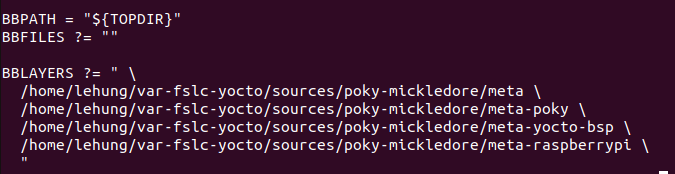 BBPATH = "${TOPDIR}"
BBFILES ?= ""

BBLAYERS ?= " \
  /home/lehung/var-fslc-yocto/sources/poky-mickledore/meta \
  /home/lehung/var-fslc-yocto/sources/poky-mickledore/meta-poky \
  /home/lehung/var-fslc-yocto/sources/poky-mickledore/meta-yocto-bsp \
  /home/lehung/var-fslc-yocto/sources/poky-mickledore/meta-raspberrypi \
  "